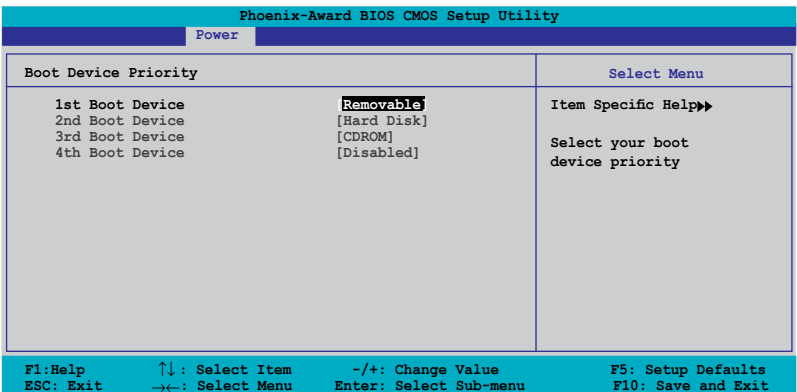 Phoenix-Award BIOS CMOS Setup Utility
Power
Boot Device Priority
Select Menu
1st Boot Device [Removable]
2nd Boot Device [Hard Disk]
3rd Boot Device [CDROM]
4th Boot Device [Disabled]
Item Specific Help▶▶
Select your boot
device priority
F1:Help ↑↓ : Select Item -/+: Change Value F5: Setup Defaults
ESC: Exit →←: Select Menu Enter: Select Sub-menu F10: Save and Exit